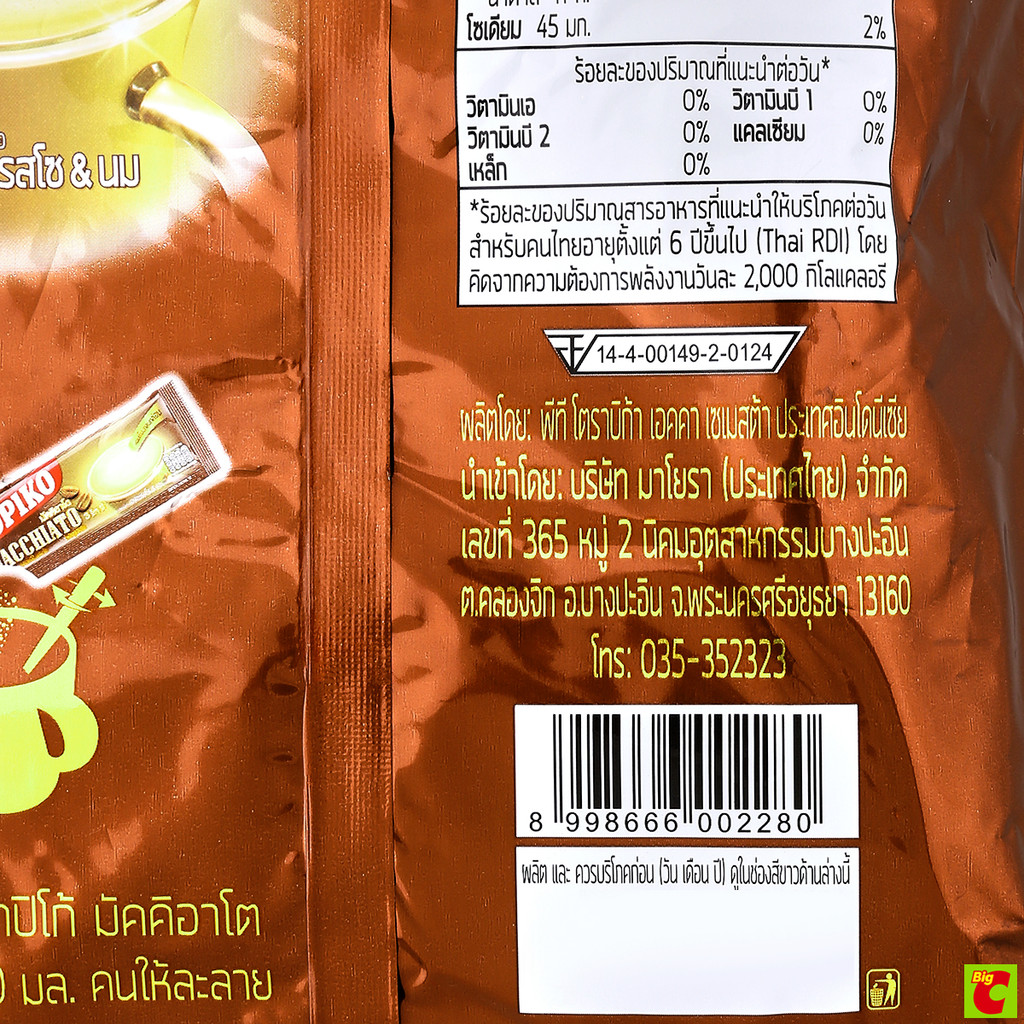 โซเดียม 45 มก. 2%
ร้อยละของปริมาณที่แนะนำต่อวัน*
วิตามินเอ 0% วิตามินบี 1 0%
วิตามินบี 2 0% แคลเซียม 0%
เหล็ก 0%
*ร้อยละของปริมาณสารอาหารที่แนะนำให้บริโภคต่อวัน
สำหรับคนไทยอายุตั้งแต่ 6 ปีขึ้นไป (Thai RDI) โดย
คิดจากความต้องการพลังงานวันละ 2,000 กิโลแคลอรี
14-4-00149-2-0124
ผลิตโดย: พีที โตราบิก้า เอคคา เซเมสต้า ประเทศอินโดนีเซีย
นำเข้าโดย: บริษัท มาโยรา (ประเทศไทย) จำกัด
เลขที่ 365 หมู่ 2 นิคมอุตสาหกรรมบางปะอิน
ต.คลองจิก อ.บางปะอิน จ.พระนครศรีอยุธยา 13160
โทร: 035-352323
8 998666 002280
ผลิต และ ควรบริโภคก่อน (วัน เดือน ปี) ดูในช่องสีขาวด้านล่างนี้
รสโซ & นม
OPIKO
ACCHIATO
าปิโก้ มัคคิอาโต
0 มล. คนให้ละลาย
Big C